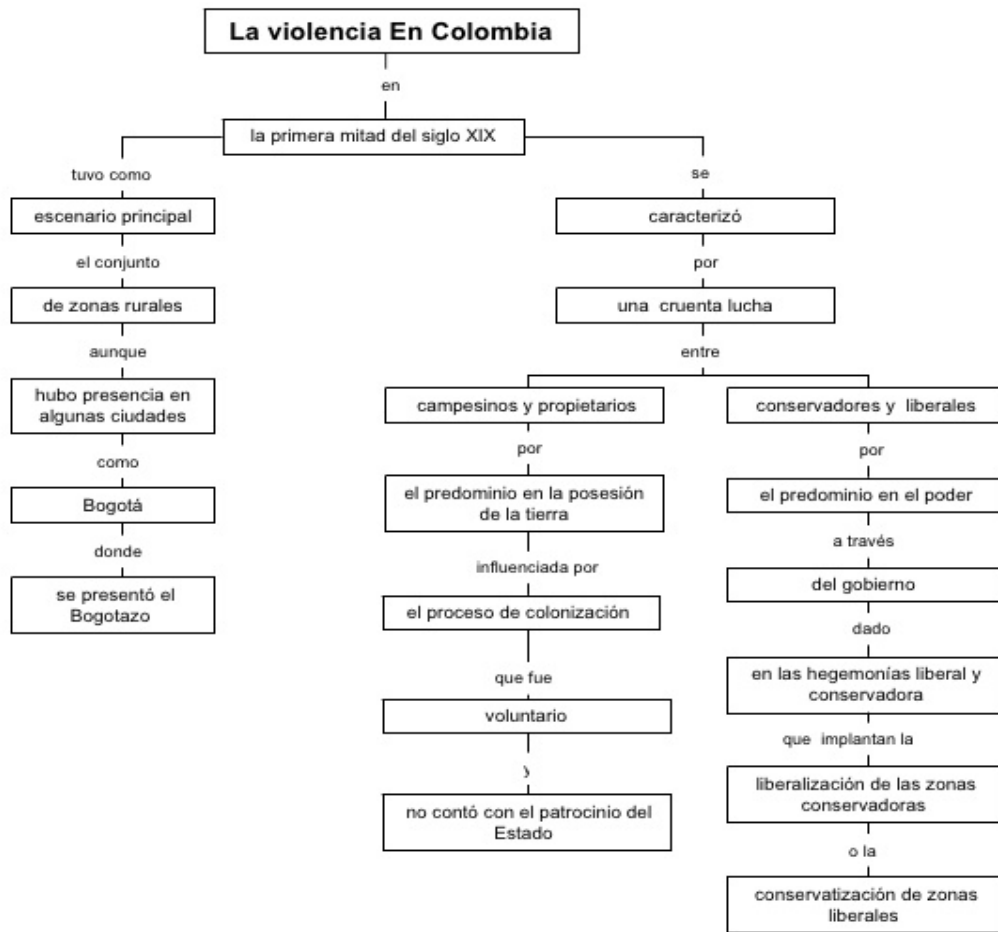 La violencia En Colombia
en
la primera mitad del siglo XIX
tuvo como
escenario principal
el conjunto
de zonas rurales
aunque
hubo presencia en
algunas ciudades
como
Bogotá
donde
se presentó el
Bogotazo
se
caracterizó
por
una cruenta lucha
entre
campesinos y propietarios
por
el predominio en la posesión
de la tierra
influenciada por
el proceso de colonización
que fue
voluntario
y
no contó con el patrocinio del
Estado
conservadores y liberales
por
el predominio en el poder
a través
del gobierno
dado
en las hegemonías liberal y
conservadora
que implantan la
liberalización de las zonas
conservadoras
o la
conservatización de zonas
liberales